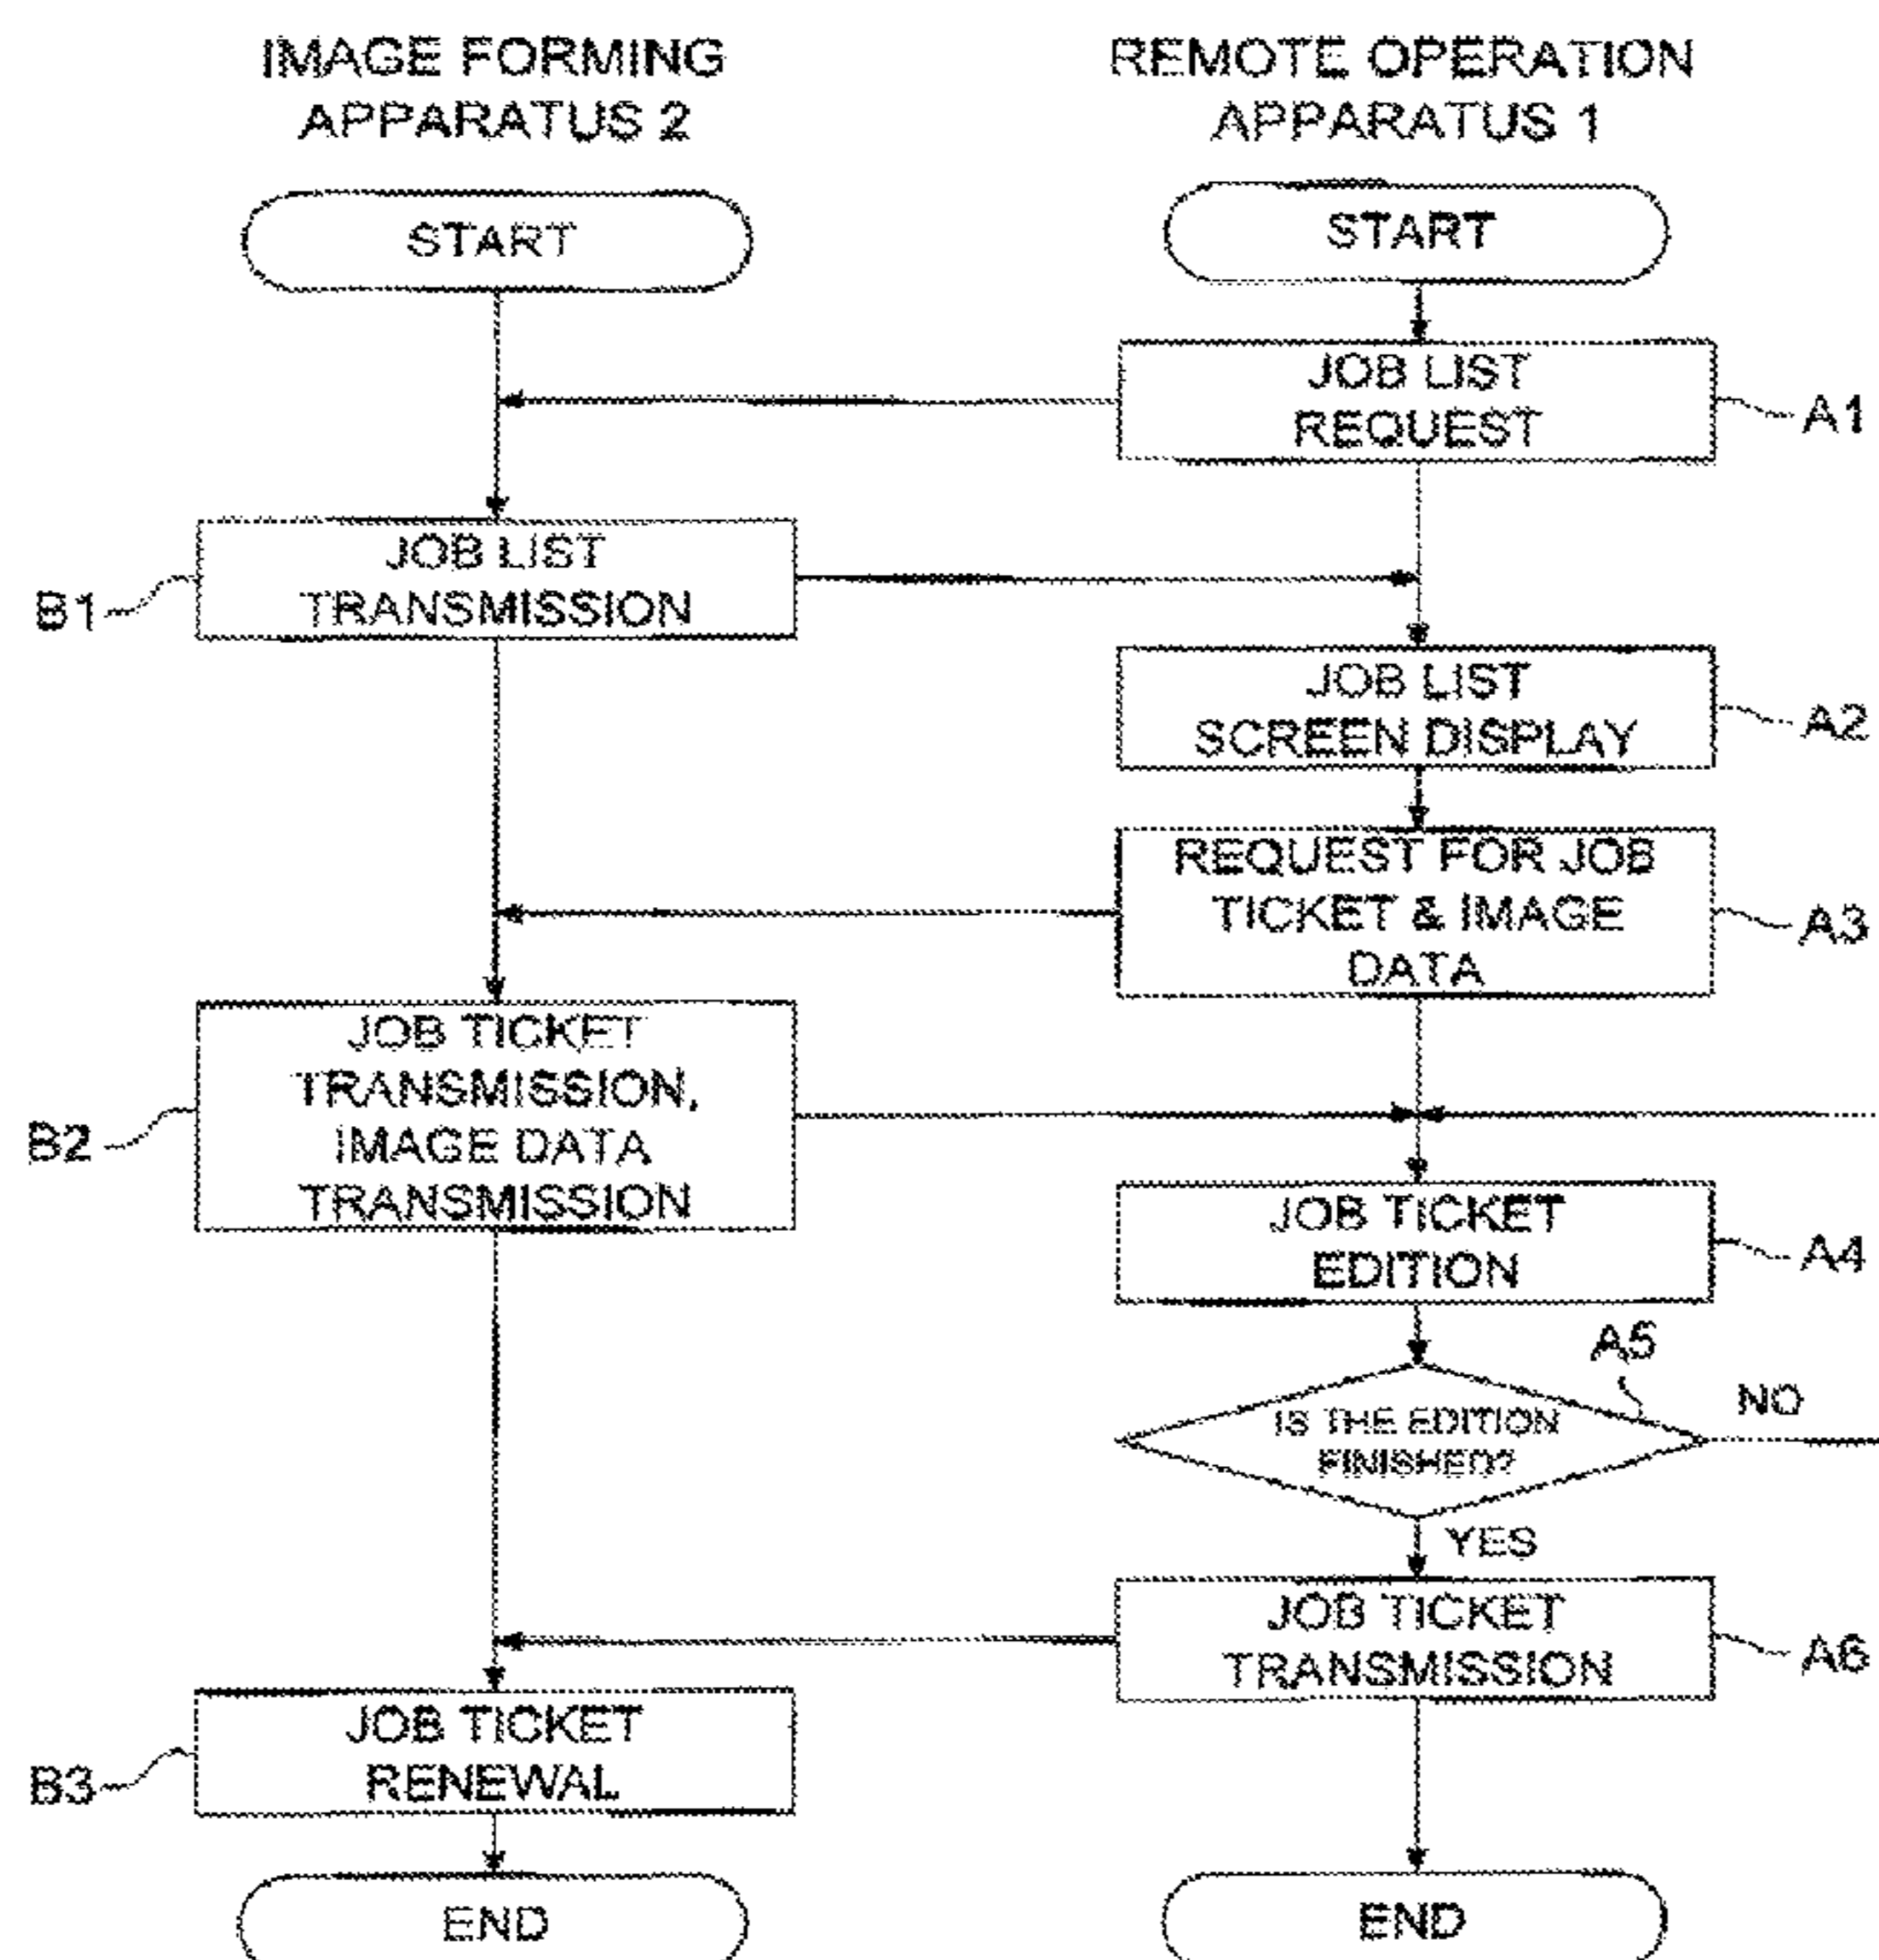 IMAGE FORMING
APPARATUS 2
REMOTE OPERATION
APPARATUS 1
START
START
JOB LIST
REQUEST
A1
JOB LIST
TRANSMISSION
B1
JOB LIST
SCREEN DISPLAY
A2
REQUEST FOR JOB
TICKET & IMAGE
DATA
A3
JOB TICKET
TRANSMISSION,
IMAGE DATA
TRANSMISSION
B2
JOB TICKET
EDITION
A4
A5
IS THE EDITION
FINISHED?
NO
YES
JOB TICKET
TRANSMISSION
A6
JOB TICKET
RENEWAL
B3
END
END